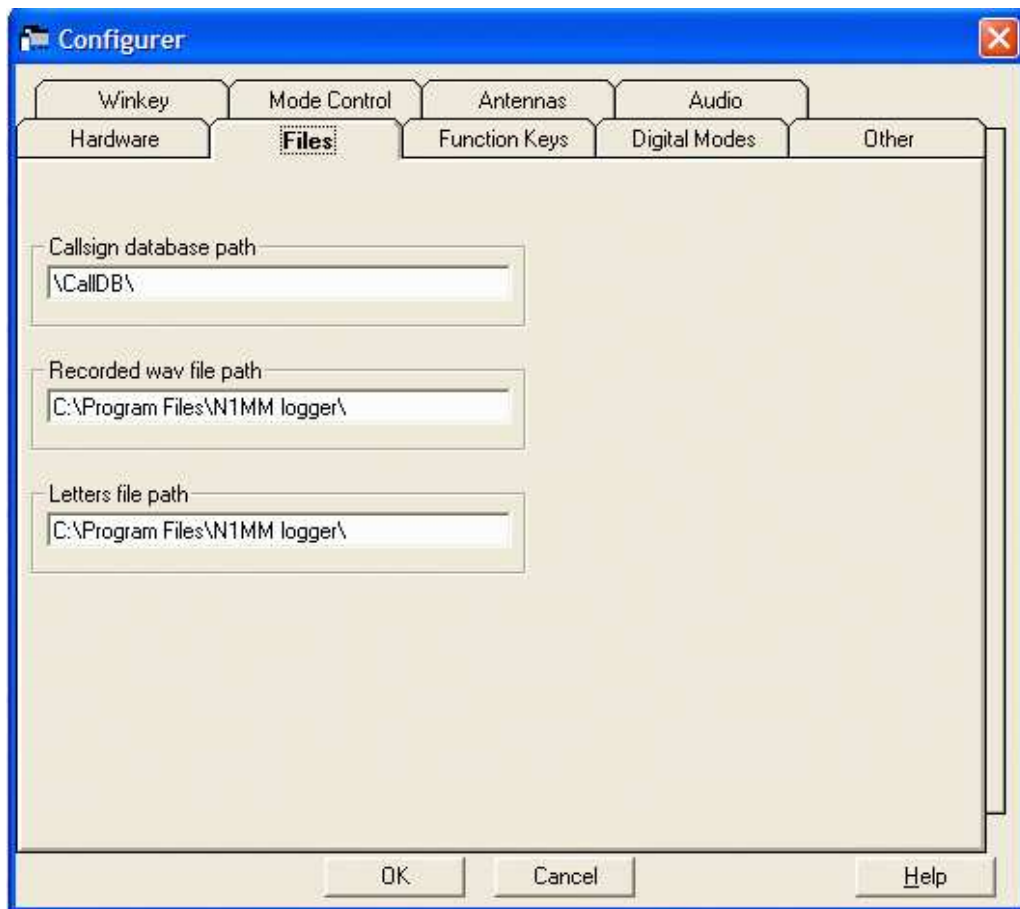 Configurer
Winkey Mode Control Antennas Audio
Hardware Files Function Keys Digital Modes Other
Callsign database path
\CallDB\
Recorded wav file path
C:\Program Files\N1MM logger\
Letters file path
C:\Program Files\N1MM logger\
OK Cancel Help